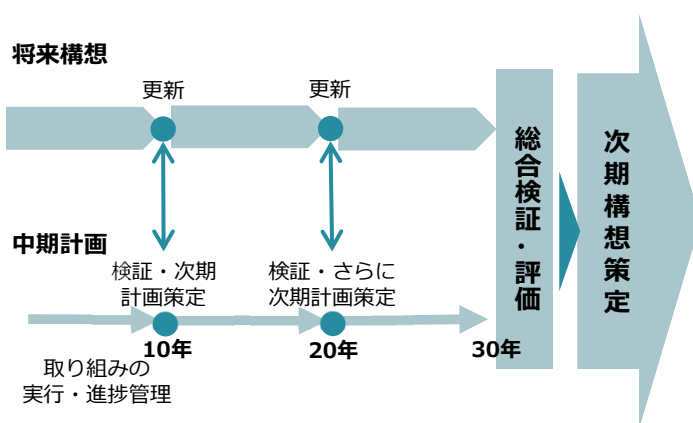 将来構想
更新
更新
中期計画
検証・次期
計画策定
検証・さらに
次期計画策定
10年
20年
30年
取り組みの
実行・進捗管理
総合検証・評価
次期構想策定